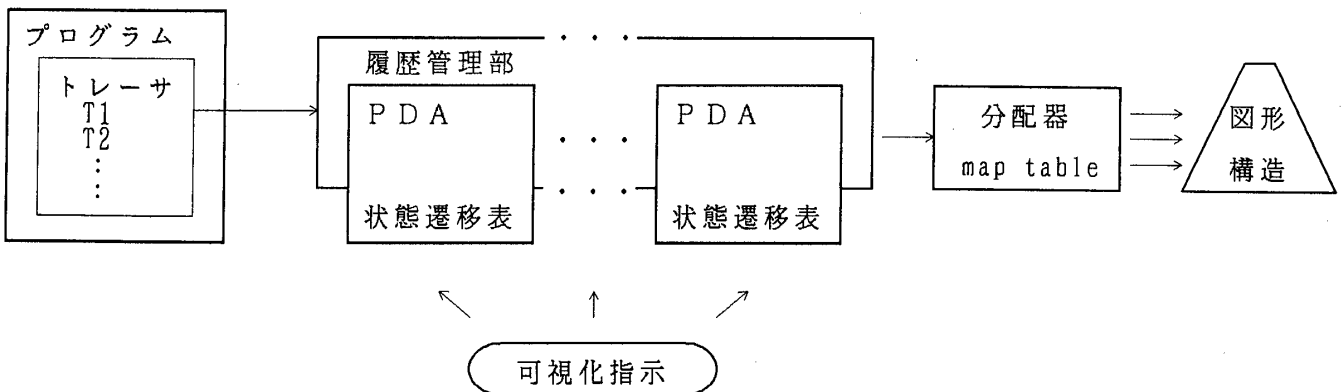 プログラム
トレーサ
T1
T2
:
:
履歴管理部
PDA
状態遷移表
・・・
・・・
・・・
PDA
状態遷移表
分配器
map table
図形
構造
可視化指示